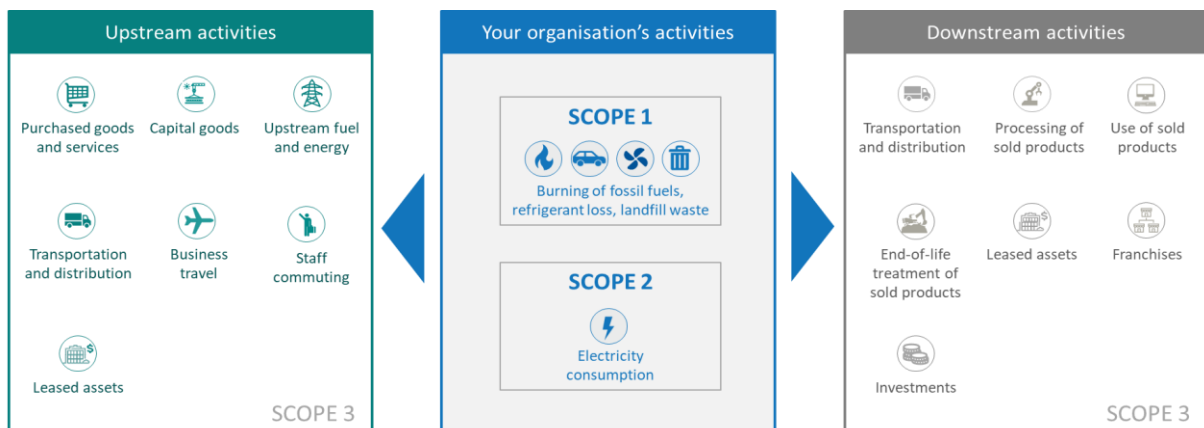 Upstream activities
Purchased goods
and services
Capital goods
Upstream fuel
and energy
Transportation
and distribution
Business
travel
Staff
commuting
$
Leased assets
SCOPE 3
Your organisation's activities
SCOPE 1
Burning of fossil fuels,
refrigerant loss, landfill waste
SCOPE 2
Electricity
consumption
Downstream activities
Transportation
and distribution
Processing of
sold products
Use of sold
products
End-of-life
treatment of
sold products
$
Leased assets
Franchises
Investments
SCOPE 3